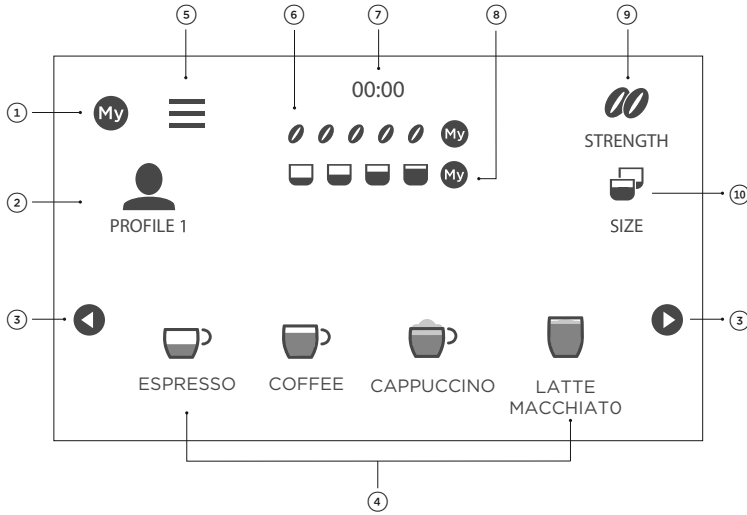 5
6
7
8
9
00:00
1
My
My
STRENGTH
My
2
10
PROFILE 1
SIZE
3
3
ESPRESSO
COFFEE
CAPPUCCINO
LATTE
MACCHIATO
4